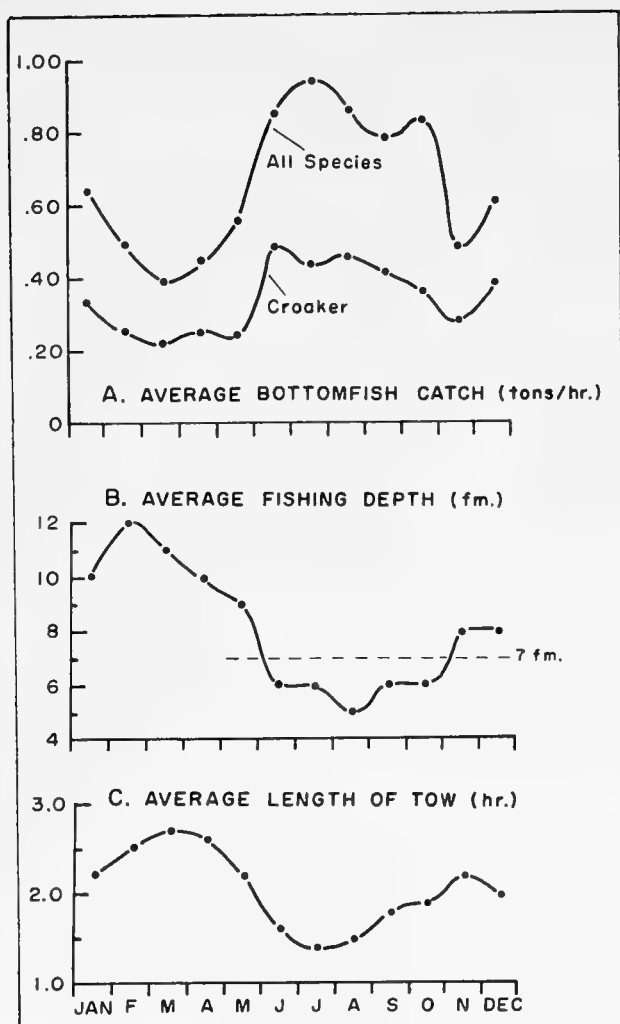 1.00
.80
All Species
.60
.40
Croaker
.20
A. AVERAGE BOTTOMFISH CATCH (tons/hr.)
0
B. AVERAGE FISHING DEPTH (fm.)
12
10
8
7 fm.
6
4
C. AVERAGE LENGTH OF TOW (hr.)
3.0
2.0
1.0
JAN F M A M J J A S O N DEC